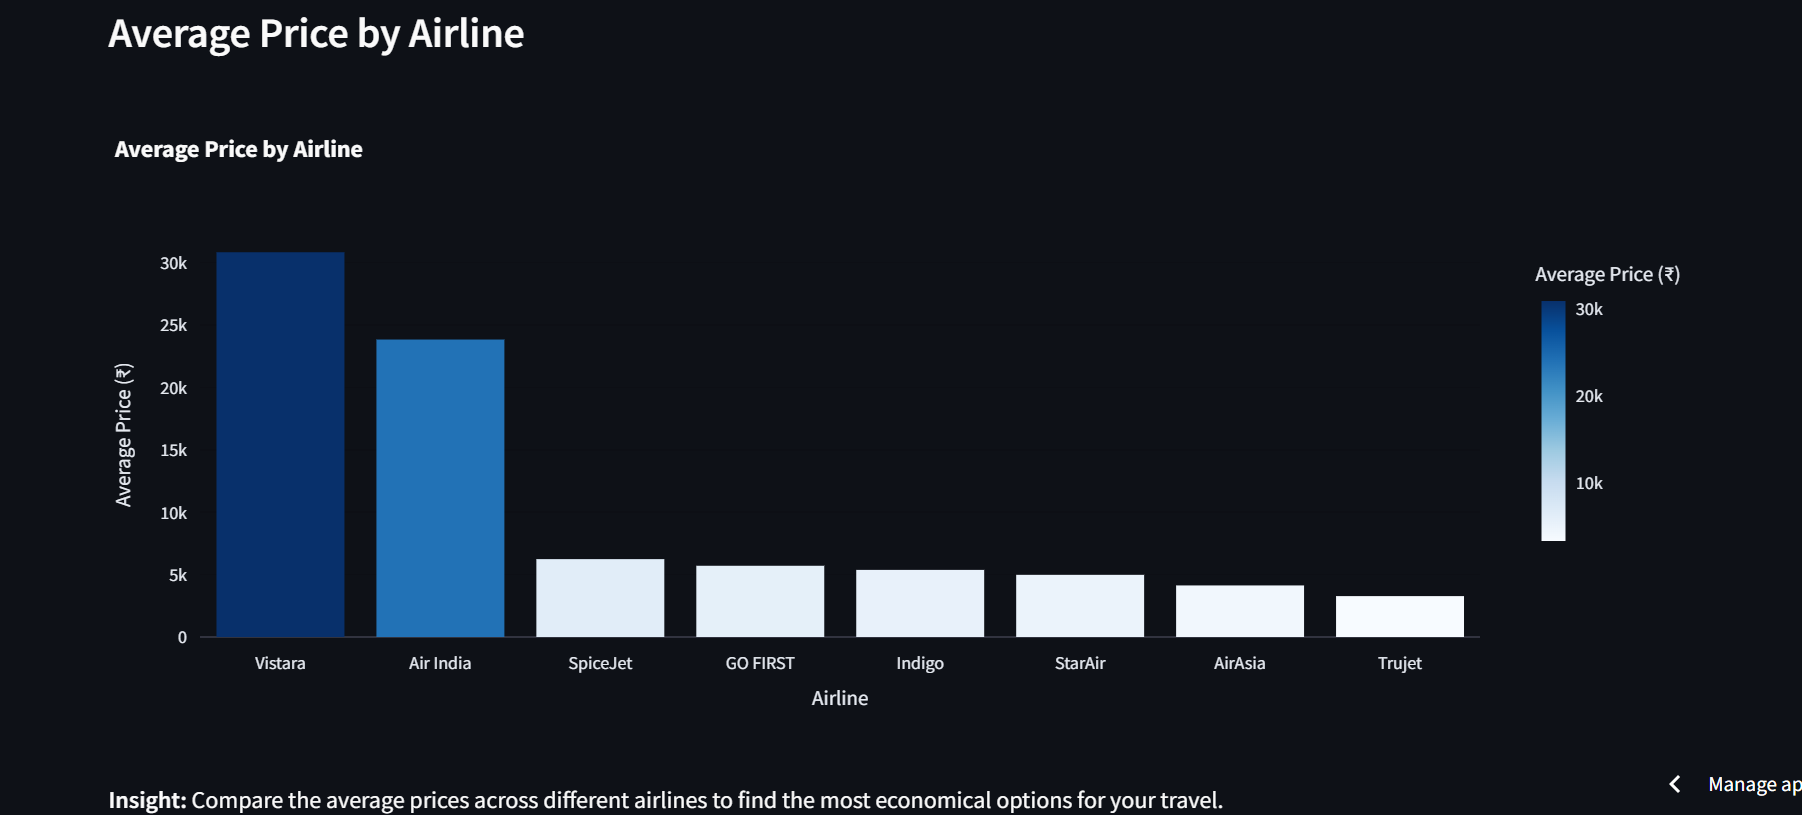 Average Price by Airline
Average Price by Airline
Average Price (₹)
30k
25k
20k
15k
10k
5k
0
Vistara Air India SpiceJet GO FIRST Indigo StarAir AirAsia Trujet
Airline
Average Price (₹)
30k
20k
10k
Insight: Compare the average prices across different airlines to find the most economical options for your travel.
Manage ap